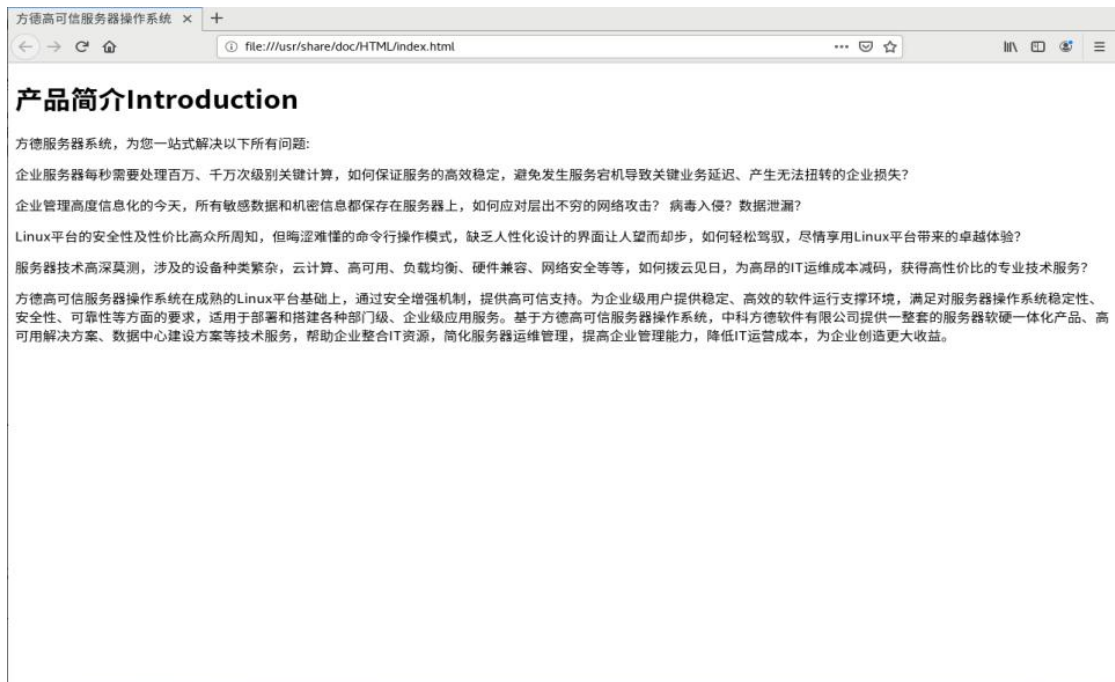 方德高可信服务器操作系统
file:///usr/share/doc/HTML/index.html
产品简介Introduction
方德服务器系统，为您一站式解决以下所有问题:
企业服务器每秒需要处理百万、千万次级别关键计算，如何保证服务的高效稳定，避免发生服务宕机导致关键业务延迟、产生无法扭转的企业损失？
企业管理高度信息化的今天，所有敏感数据和机密信息都保存在服务器上，如何应对层出不穷的网络攻击？ 病毒入侵？数据泄漏？
Linux平台的安全性及性价比高众所周知，但晦涩难懂的命令行操作模式，缺乏人性化设计的界面让人望而却步，如何轻松驾驭，尽情享用Linux平台带来的卓越体验？
服务器技术高深莫测，涉及的设备种类繁杂，云计算、高可用、负载均衡、硬件兼容、网络安全等等，如何拨云见日，为高昂的IT运维成本减码，获得高性价比的专业技术服务？
方德高可信服务器操作系统在成熟的Linux平台基础上，通过安全增强机制，提供高可信支持。为企业级用户提供稳定、高效的软件运行支撑环境，满足对服务器操作系统稳定性、
安全性、可靠性等方面的要求，适用于部署和搭建各种部门级、企业级应用服务。基于方德高可信服务器操作系统，中科方德软件有限公司提供一整套的服务器软硬一体化产品、高
可用解决方案、数据中心建设方案等技术服务，帮助企业整合IT资源，简化服务器运维管理，提高企业管理能力，降低IT运营成本，为企业创造更大收益。